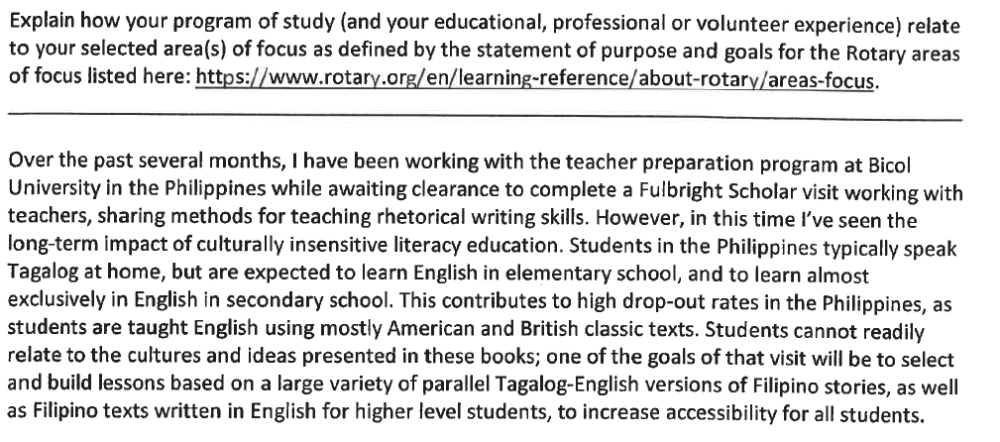 Explain how your program of study (and your educational, professional or volunteer experience) relate
to your selected area(s) of focus as defined by the statement of purpose and goals for the Rotary areas
of focus listed here: https://www.rotary.org/en/learning-reference/about-rotary/areas-focus.
Over the past several months, I have been working with the teacher preparation program at Bicol
University in the Philippines while awaiting clearance to complete a Fulbright Scholar visit working with
teachers, sharing methods for teaching rhetorical writing skills. However, in this time I've seen the
long-term impact of culturally insensitive literacy education. Students in the Philippines typically speak
Tagalog at home, but are expected to learn English in elementary school, and to learn almost
exclusively in English in secondary school. This contributes to high drop-out rates in the Philippines, as
students are taught English using mostly American and British classic texts. Students cannot readily
relate to the cultures and ideas presented in these books; one of the goals of that visit will be to select
and build lessons based on a large variety of parallel Tagalog-English versions of Filipino stories, as well
as Filipino texts written in English for higher level students, to increase accessibility for all students.